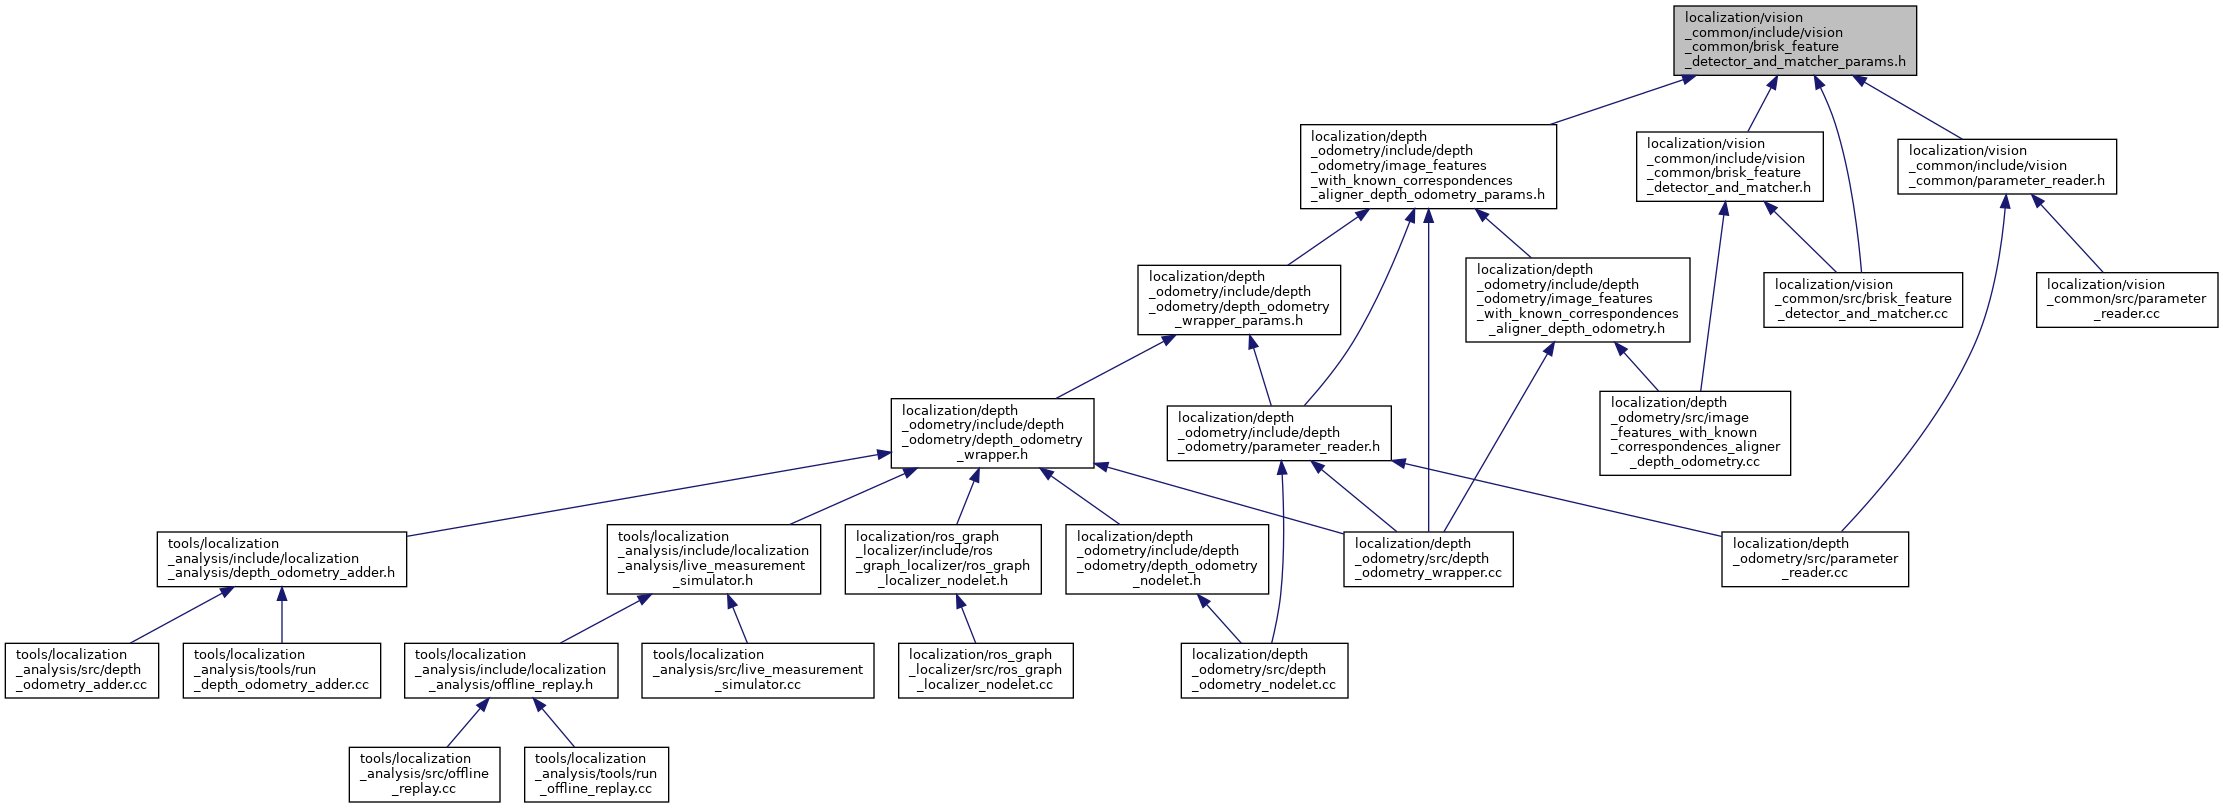 localization/vision
_common/include/vision
_common/brisk_feature
_detector_and_matcher_params.h
localization/depth
_odometry/include/depth
_odometry/image_features
_with_known_correspondences
_aligner_depth_odometry_params.h
localization/vision
_common/include/vision
_common/brisk_feature
_detector_and_matcher.h
localization/vision
_common/include/vision
_common/parameter_reader.h
localization/depth
_odometry/include/depth
_odometry/depth_odometry
_wrapper_params.h
localization/depth
_odometry/include/depth
_odometry/image_features
_with_known_correspondences
_aligner_depth_odometry.h
localization/vision
_common/src/brisk_feature
_detector_and_matcher.cc
localization/vision
_common/src/parameter
_reader.cc
localization/depth
_odometry/include/depth
_odometry/depth_odometry
_wrapper.h
localization/depth
_odometry/include/depth
_odometry/parameter_reader.h
localization/depth
_odometry/src/image
_features_with_known
_correspondences_aligner
_depth_odometry.cc
tools/localization
_analysis/include/localization
_analysis/depth_odometry_adder.h
tools/localization
_analysis/include/localization
_analysis/live_measurement
_simulator.h
localization/ros_graph
_localizer/include/ros
_graph_localizer/ros_graph
_localizer_nodelet.h
localization/depth
_odometry/include/depth
_odometry/depth_odometry
_nodelet.h
localization/depth
_odometry/src/depth
_odometry_wrapper.cc
localization/depth
_odometry/src/parameter
_reader.cc
tools/localization
_analysis/src/depth
_odometry_adder.cc
tools/localization
_analysis/tools/run
_depth_odometry_adder.cc
tools/localization
_analysis/include/localization
_analysis/offline_replay.h
tools/localization
_analysis/src/live_measurement
_simulator.cc
localization/ros_graph
_localizer/src/ros_graph
_localizer_nodelet.cc
localization/depth
_odometry/src/depth
_odometry_nodelet.cc
tools/localization
_analysis/src/offline
_replay.cc
tools/localization
_analysis/tools/run
_offline_replay.cc